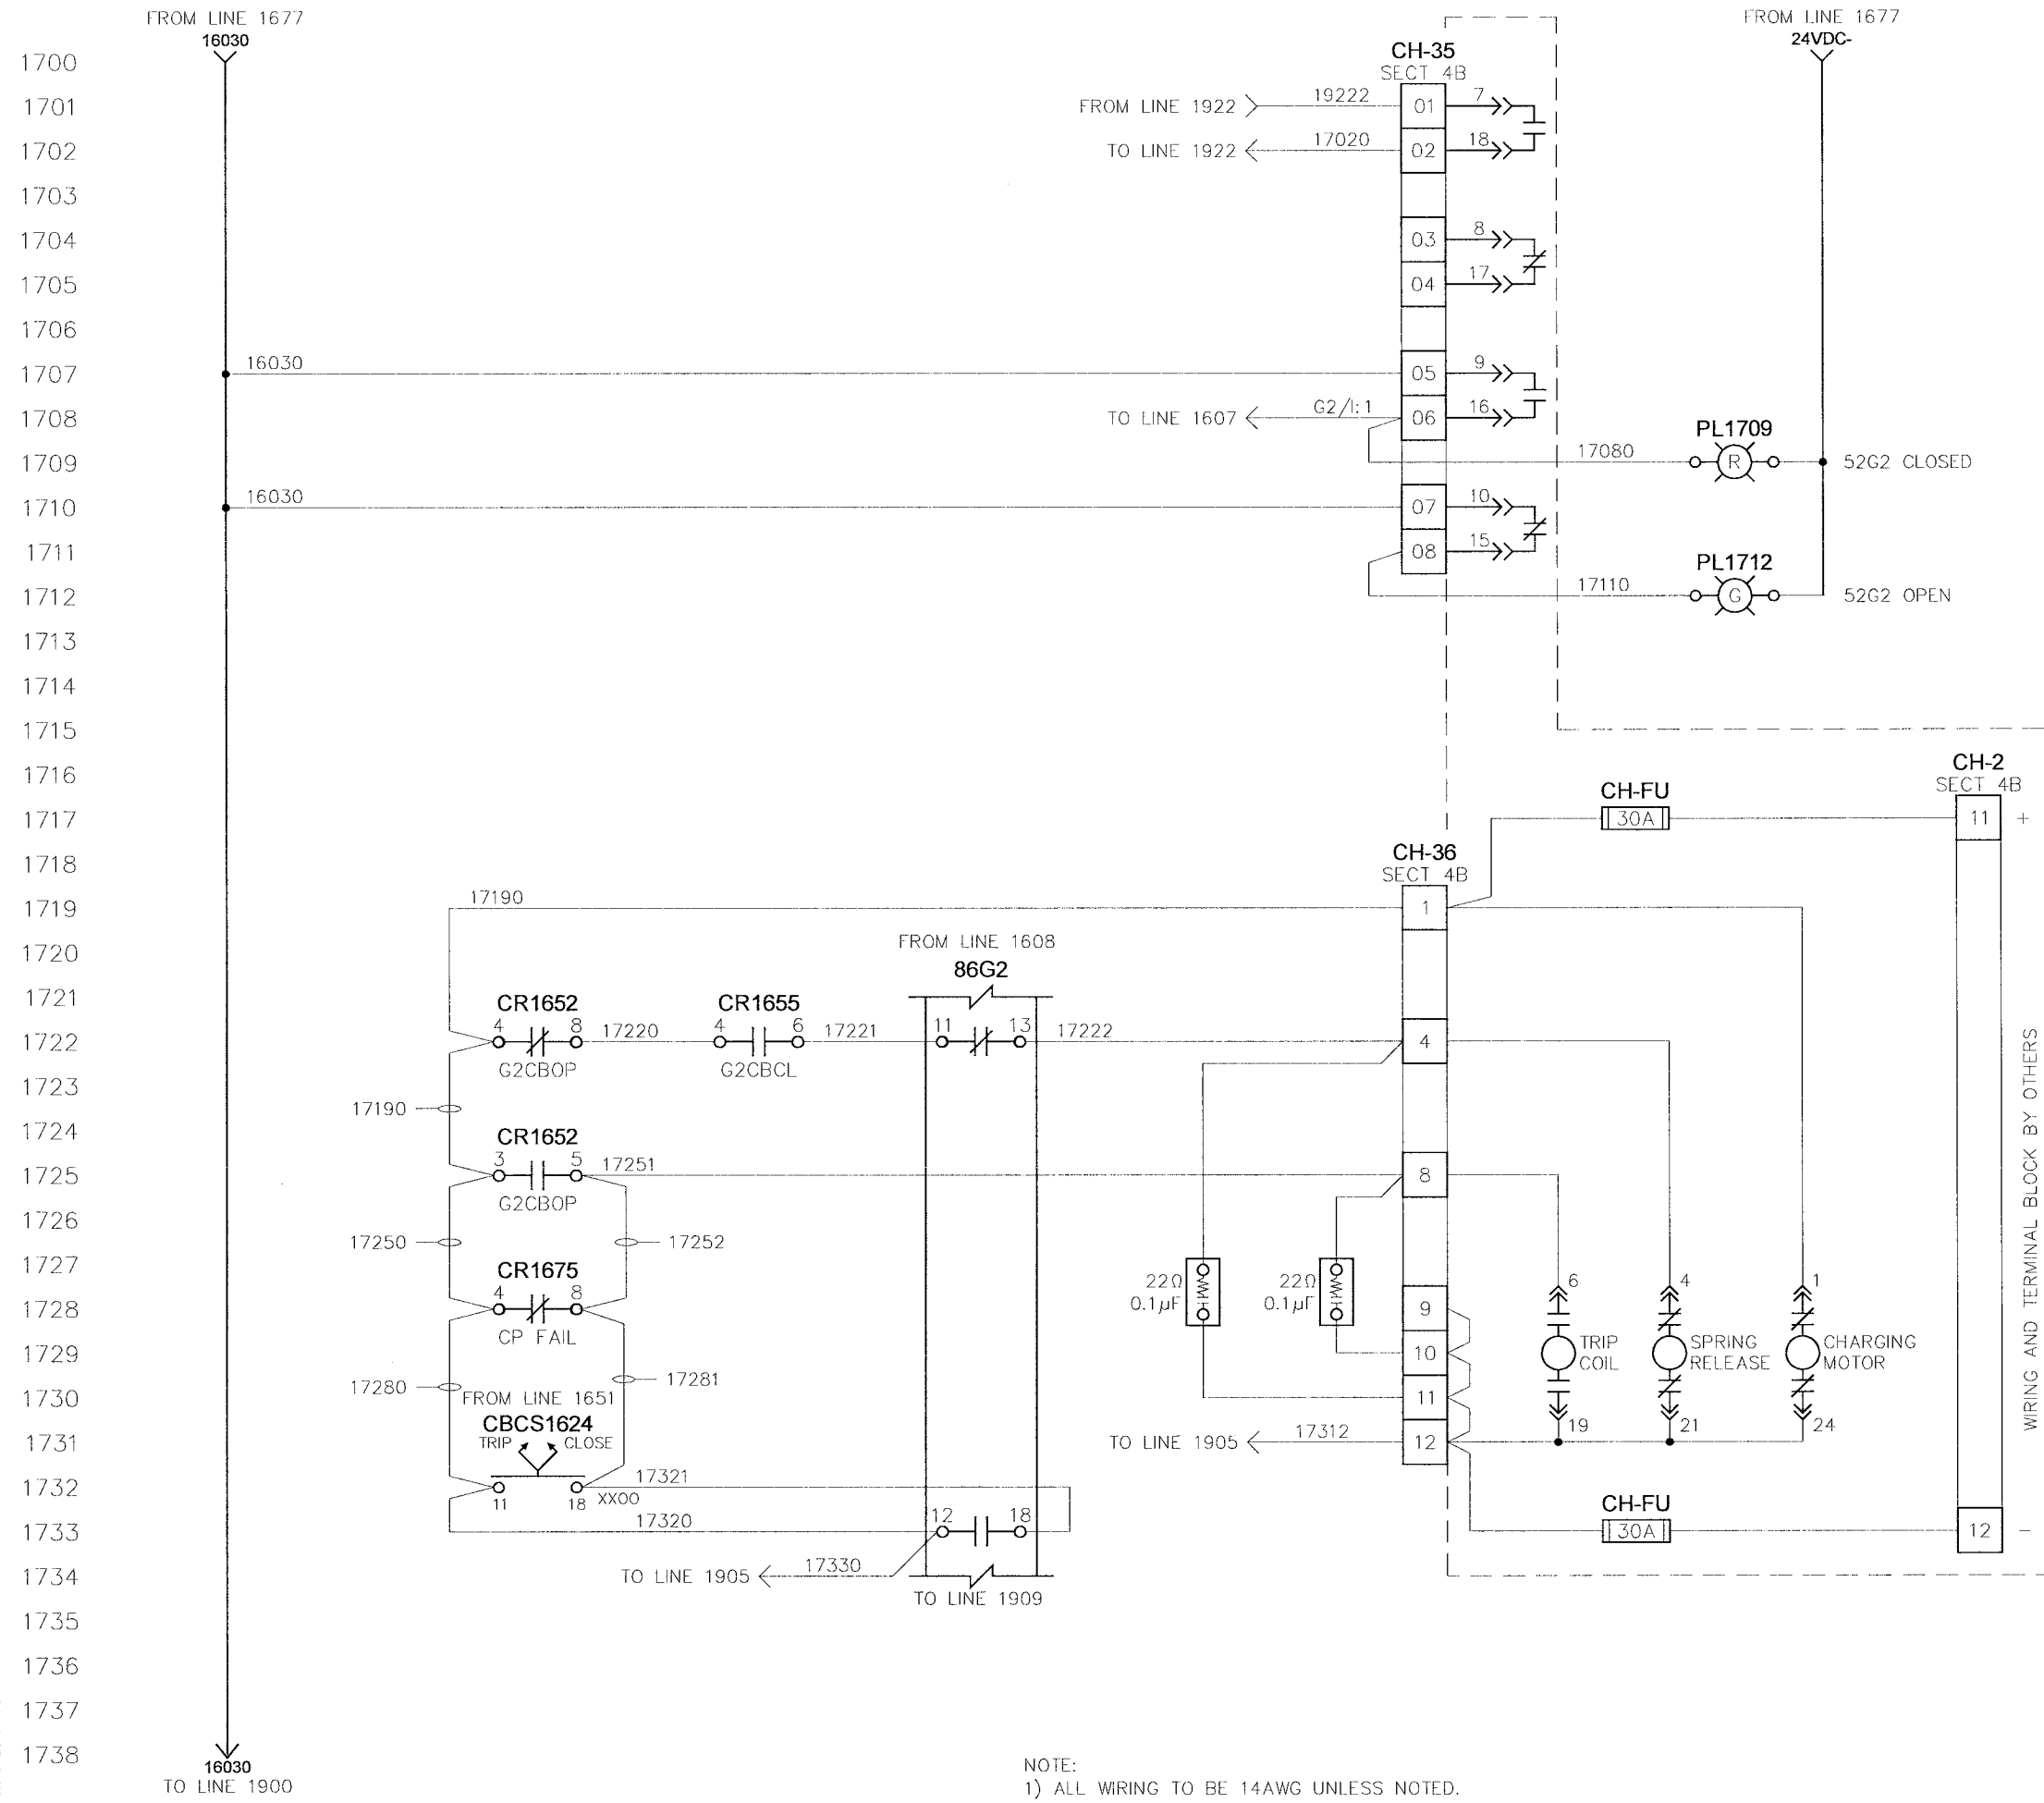 FROM LINE 1677
16030
FROM LINE 1677
24VDC-
1700
CH-35
SECT 4B
1701
FROM LINE 1922
19222
01
7
1702
TO LINE 1922
17020
02
18
1703
1704
03
8
1705
04
17
1706
1707
16030
05
9
1708
TO LINE 1607
G2/I:1
06
16
PL1709
1709
17080
R
52G2 CLOSED
1710
16030
07
10
1711
08
15
PL1712
1712
17110
G
52G2 OPEN
1713
1714
1715
1716
CH-2
SECT 4B
CH-FU
1717
30A
11
+
1718
CH-36
SECT 4B
1719
17190
1
1720
FROM LINE 1608
86G2
1721
CR1652
CR1655
1722
4
8
17220
4
6
17221
11
13
17222
4
G2CBOP
G2CBCL
1723
17190
1724
CR1652
1725
3
5
17251
8
G2CBOP
1726
17250
17252
1727
CR1675
22Ω
0.1µF
22Ω
0.1µF
6
4
1
1728
4
8
9
CP FAIL
1729
10
TRIP
COIL
SPRING
RELEASE
CHARGING
MOTOR
17280
17281
1730
FROM LINE 1651
11
CBCS1624
19
21
24
1731
TRIP
CLOSE
TO LINE 1905
17312
12
1732
11
18
XX00
17321
CH-FU
1733
17320
12
18
30A
12
−
1734
TO LINE 1905
17330
TO LINE 1909
1735
1736
1737
1738
16030
TO LINE 1900
WIRING AND TERMINAL BLOCK BY OTHERS
NOTE:
1) ALL WIRING TO BE 14AWG UNLESS NOTED.